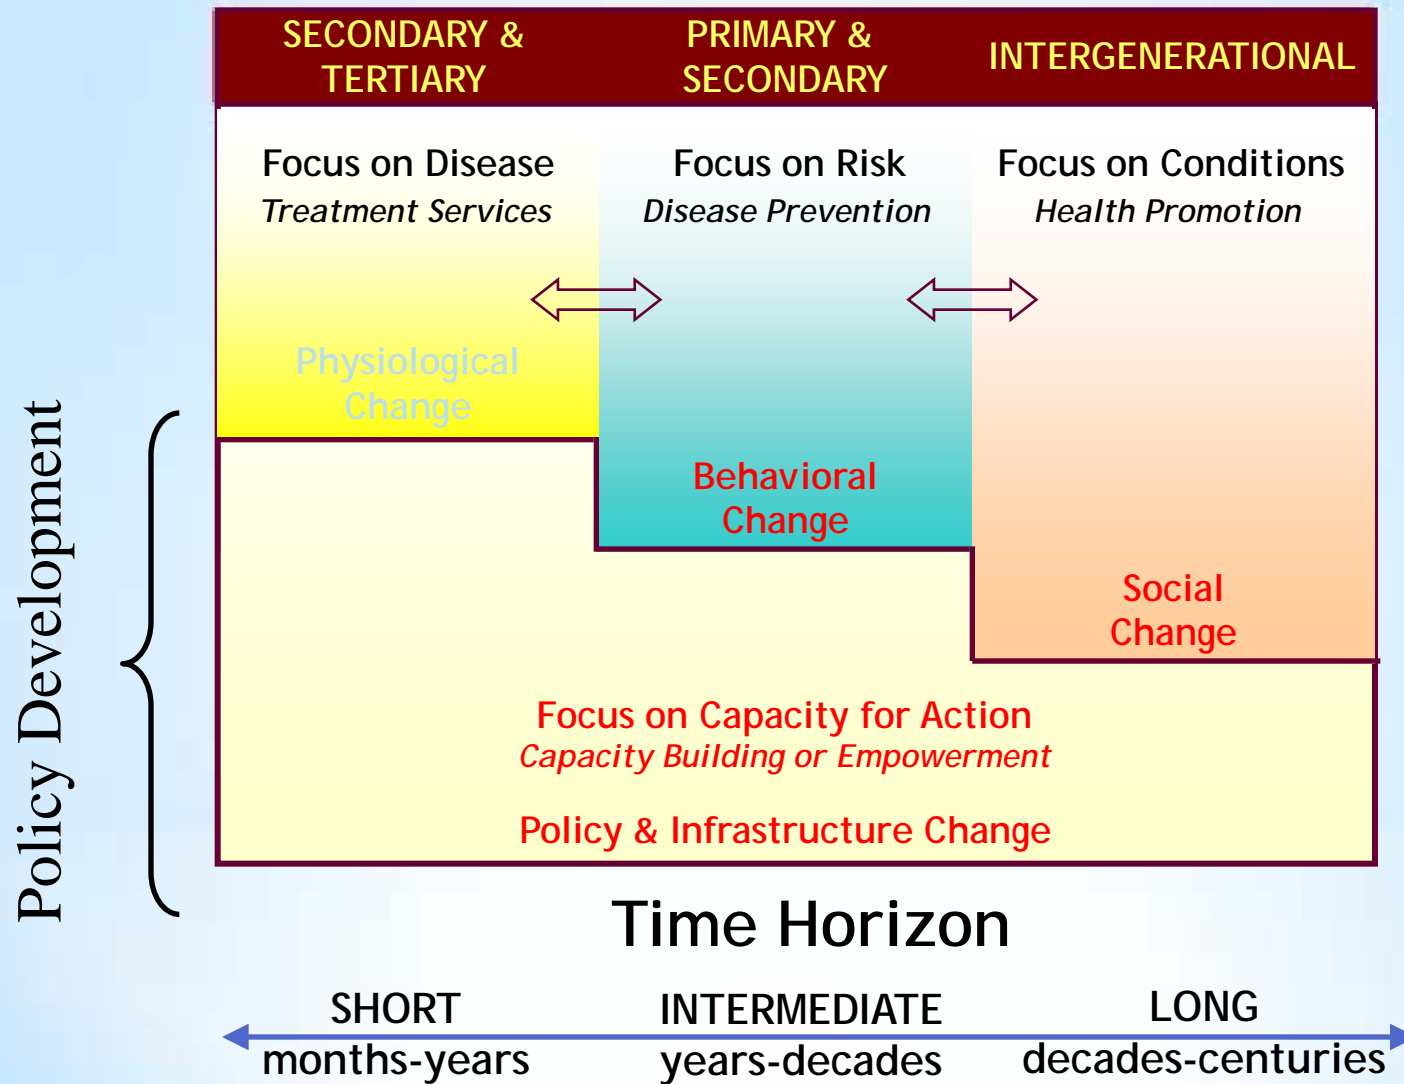 SECONDARY &
TERTIARY
PRIMARY &
SECONDARY
INTERGENERATIONAL
Focus on Disease
Treatment Services
Focus on Risk
Disease Prevention
Focus on Conditions
Health Promotion
Physiological
Change
Behavioral
Change
Social
Change
Focus on Capacity for Action
Capacity Building or Empowerment
Policy & Infrastructure Change
Policy Development
Time Horizon
SHORT
months-years
INTERMEDIATE
years-decades
LONG
decades-centuries